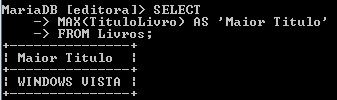 MariaDB [editora]> SELECT
    -> MAX(TituloLivro) AS 'Maior Titulo'
    -> FROM Livros;
+---------------+
| Maior Titulo  |
+---------------+
| WINDOWS VISTA |
+---------------+